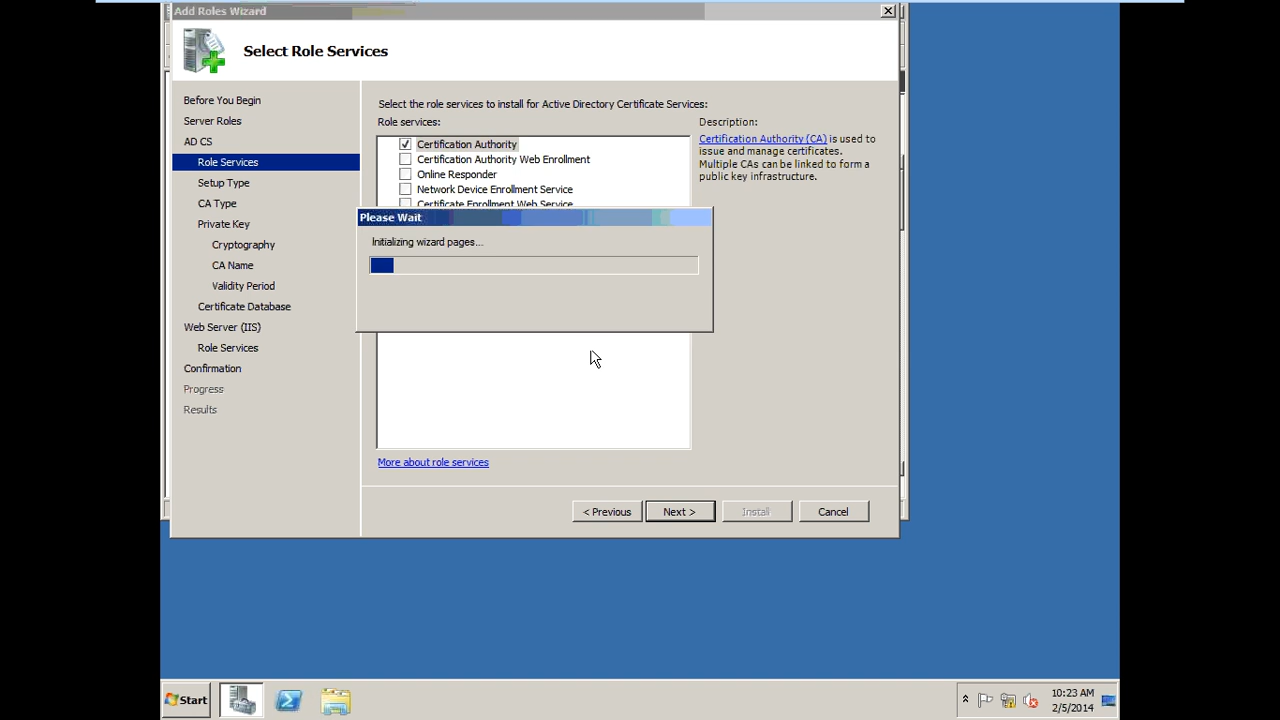 Add Roles Wizard
Select Role Services
Before You Begin
Server Roles
AD CS
Role Services
Setup Type
CA Type
Private Key
Cryptography
CA Name
Validity Period
Certificate Database
Web Server (IIS)
Role Services
Confirmation
Progress
Results
Select the role services to install for Active Directory Certificate Services:
Role services:
Certification Authority
Certification Authority Web Enrollment
Online Responder
Network Device Enrollment Service
Certificate Enrollment Web Service
Description:
Certification Authority (CA) is used to
issue and manage certificates.
Multiple CAs can be linked to form a
public key infrastructure.
Please Wait
Initializing wizard pages...
More about role services
< Previous
Next >
Install
Cancel
Start
10:23 AM
2/5/2014